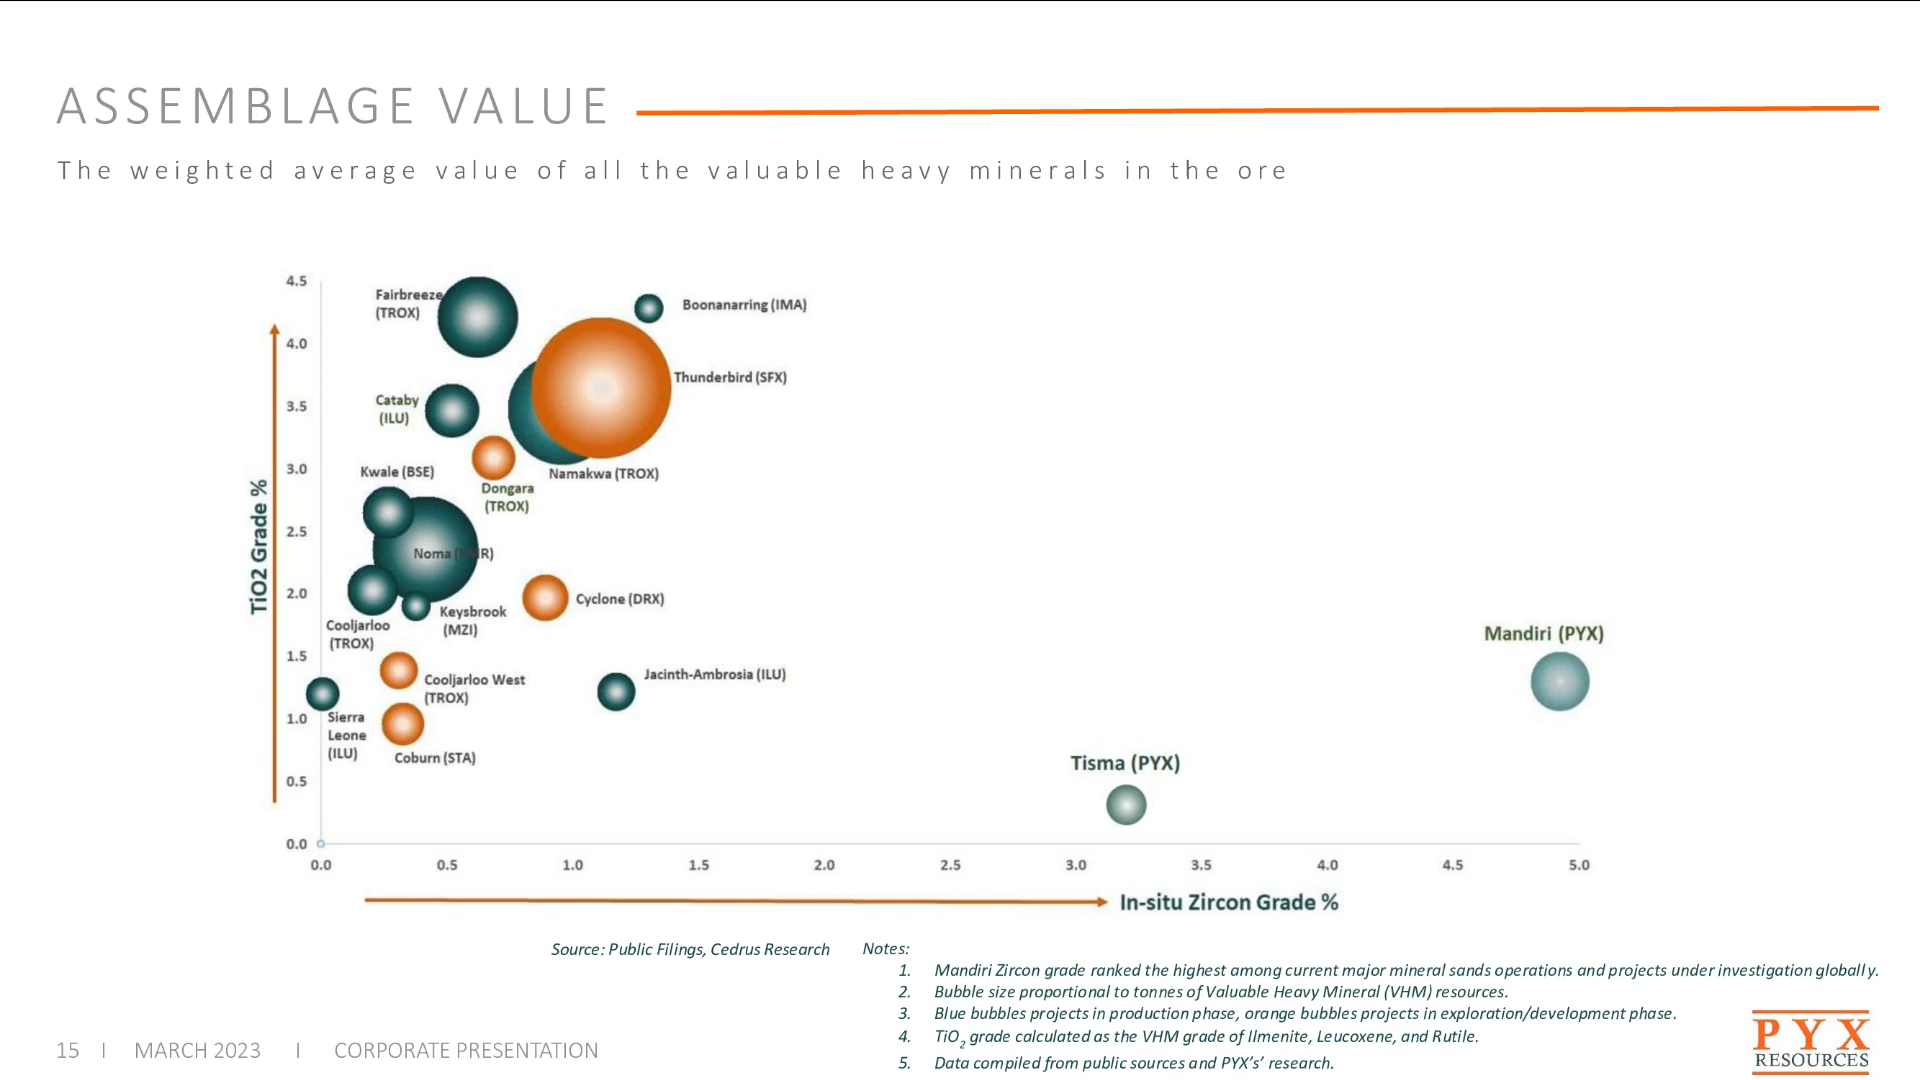 ASSEMBLAGE VALUE
The weighted average value of all the valuable heavy minerals in the ore
4.5
4.0
3.5
3.0
2.5
2.0
1.5
1.0
0.5
0.0
TiO2 Grade %
Fairbreeze
(TROX)
Boonanarring (IMA)
Thunderbird (SFX)
Cataby
(ILU)
Kwale (BSE)
Namakwa (TROX)
Dongara
(TROX)
Noma
Cyclone (DRX)
Keysbrook
(MZI)
Cooljarloo
(TROX)
Cooljarloo West
(TROX)
Jacinth-Ambrosia (ILU)
Sierra
Leone
(ILU)
Coburn (STA)
Mandiri (PYX)
Tisma (PYX)
0.0 0.5 1.0 1.5 2.0 2.5 3.0 3.5 4.0 4.5 5.0
In-situ Zircon Grade %
Source: Public Filings, Cedrus Research
Notes:
1. Mandiri Zircon grade ranked the highest among current major mineral sands operations and projects under investigation globally.
2. Bubble size proportional to tonnes of Valuable Heavy Mineral (VHM) resources.
3. Blue bubbles projects in production phase, orange bubbles projects in exploration/development phase.
4. TiO2 grade calculated as the VHM grade of Ilmenite, Leucoxene, and Rutile.
5. Data compiled from public sources and PYX’s’ research.
15 | MARCH 2023 | CORPORATE PRESENTATION
PYX
RESOURCES